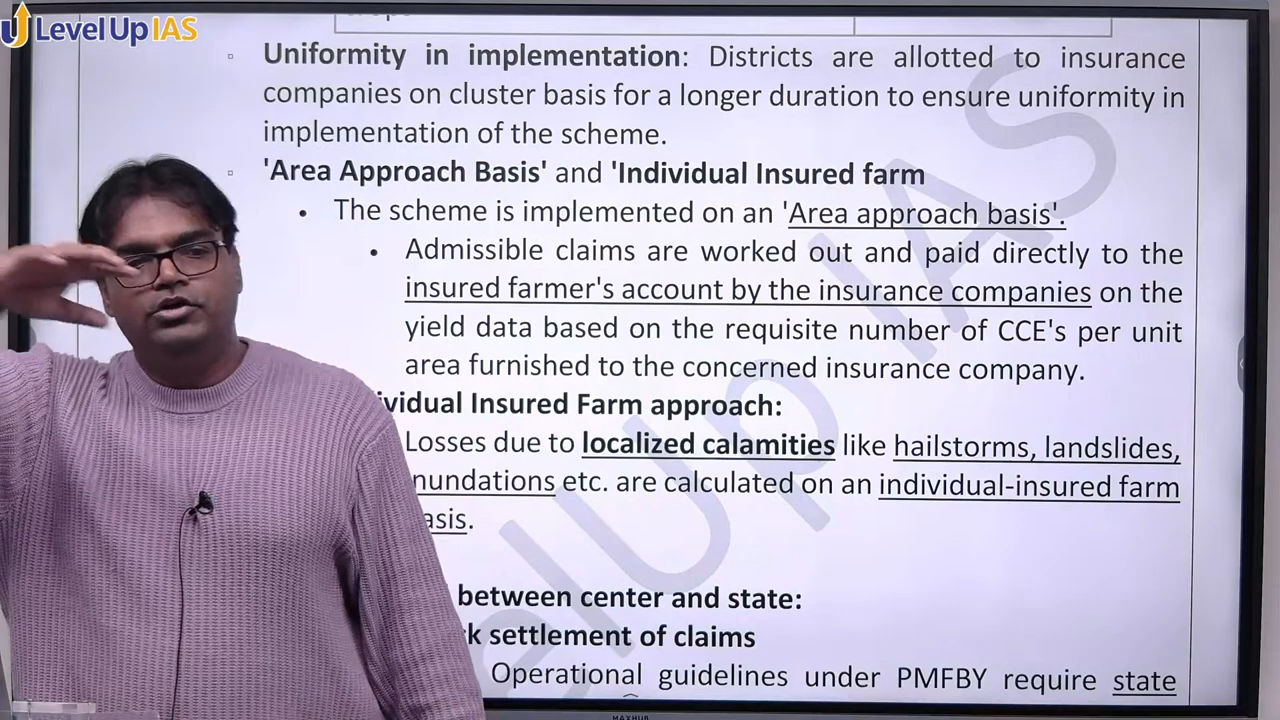 Level Up IAS
Uniformity in implementation: Districts are allotted to insurance
companies on cluster basis for a longer duration to ensure uniformity in
implementation of the scheme.
'Area Approach Basis' and 'Individual Insured farm
• The scheme is implemented on an 'Area approach basis'.
• Admissible claims are worked out and paid directly to the
insured farmer's account by the insurance companies on the
yield data based on the requisite number of CCE's per unit
area furnished to the concerned insurance company.
Insured Farm approach:
Losses due to localized calamities like hailstorms, landslides,
etc. are calculated on an individual-insured farm
between center and state:
settlement of claims
Operational guidelines under PMFBY require state
MAXHUB